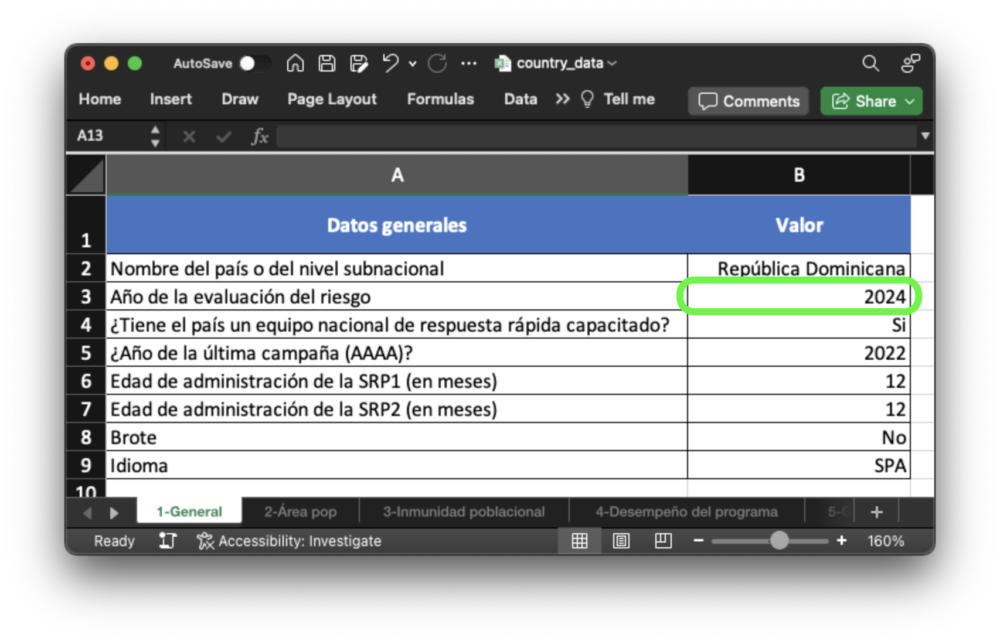 AutoSave country_data
Home Insert Draw Page Layout Formulas Data >> Tell me Comments Share
A13 fx
A B
1 Datos generales Valor
2 Nombre del país o del nivel subnacional República Dominicana
3 Año de la evaluación del riesgo 2024
4 ¿Tiene el país un equipo nacional de respuesta rápida capacitado? Si
5 ¿Año de la última campaña (AAAA)? 2022
6 Edad de administración de la SRP1 (en meses) 12
7 Edad de administración de la SRP2 (en meses) 12
8 Brote No
9 Idioma SPA
10
1-General 2-Área pop 3-Inmunidad poblacional 4-Desempeño del programa 5-G +
Ready Accessibility: Investigate − + 160%